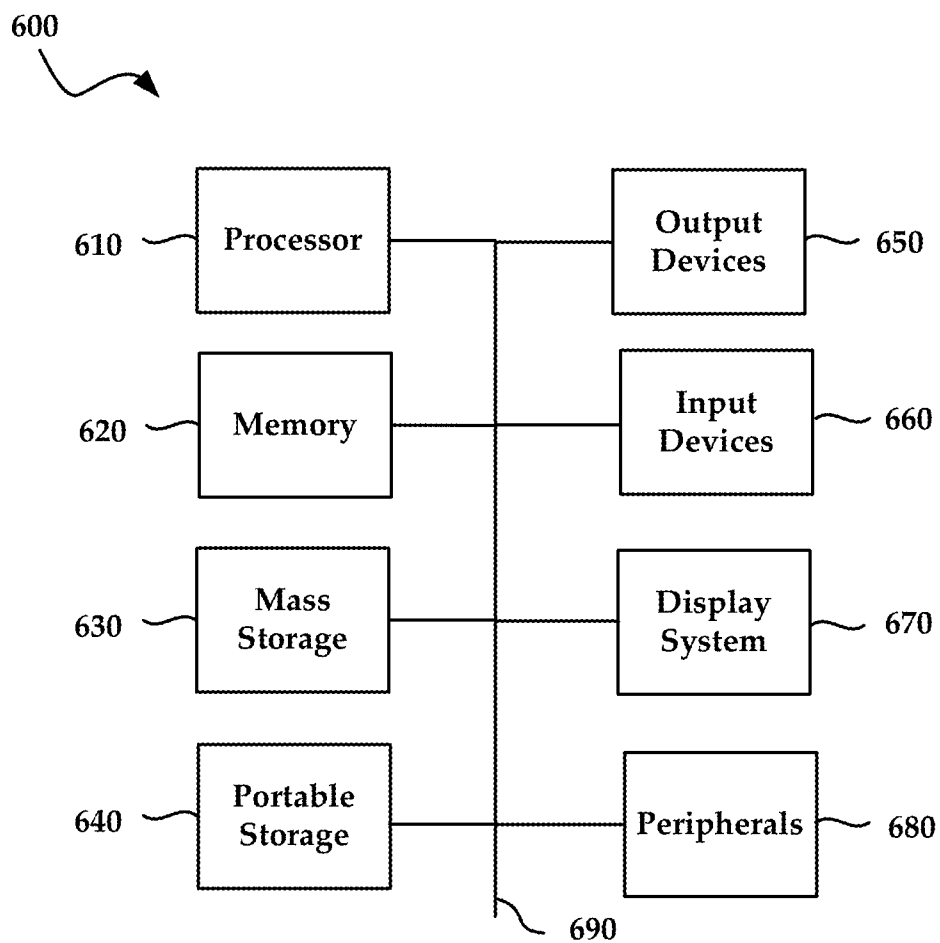 600
610
Processor
Output
Devices
650
620
Memory
Input
Devices
660
630
Mass
Storage
Display
System
670
640
Portable
Storage
Peripherals
680
690